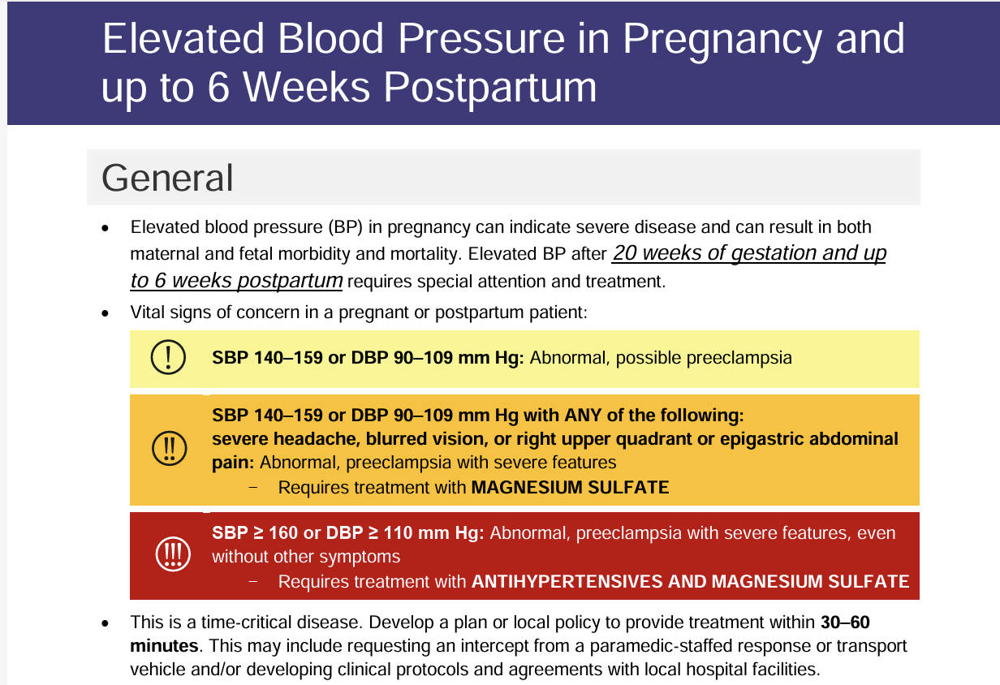 Elevated Blood Pressure in Pregnancy and
up to 6 Weeks Postpartum
General
• Elevated blood pressure (BP) in pregnancy can indicate severe disease and can result in both
maternal and fetal morbidity and mortality. Elevated BP after 20 weeks of gestation and up
to 6 weeks postpartum requires special attention and treatment.
• Vital signs of concern in a pregnant or postpartum patient:
! SBP 140–159 or DBP 90–109 mm Hg: Abnormal, possible preeclampsia
SBP 140–159 or DBP 90–109 mm Hg with ANY of the following:
!! severe headache, blurred vision, or right upper quadrant or epigastric abdominal
pain: Abnormal, preeclampsia with severe features
– Requires treatment with MAGNESIUM SULFATE
SBP ≥ 160 or DBP ≥ 110 mm Hg: Abnormal, preeclampsia with severe features, even
!!! without other symptoms
– Requires treatment with ANTIHYPERTENSIVES AND MAGNESIUM SULFATE
• This is a time-critical disease. Develop a plan or local policy to provide treatment within 30–60
minutes. This may include requesting an intercept from a paramedic-staffed response or transport
vehicle and/or developing clinical protocols and agreements with local hospital facilities.